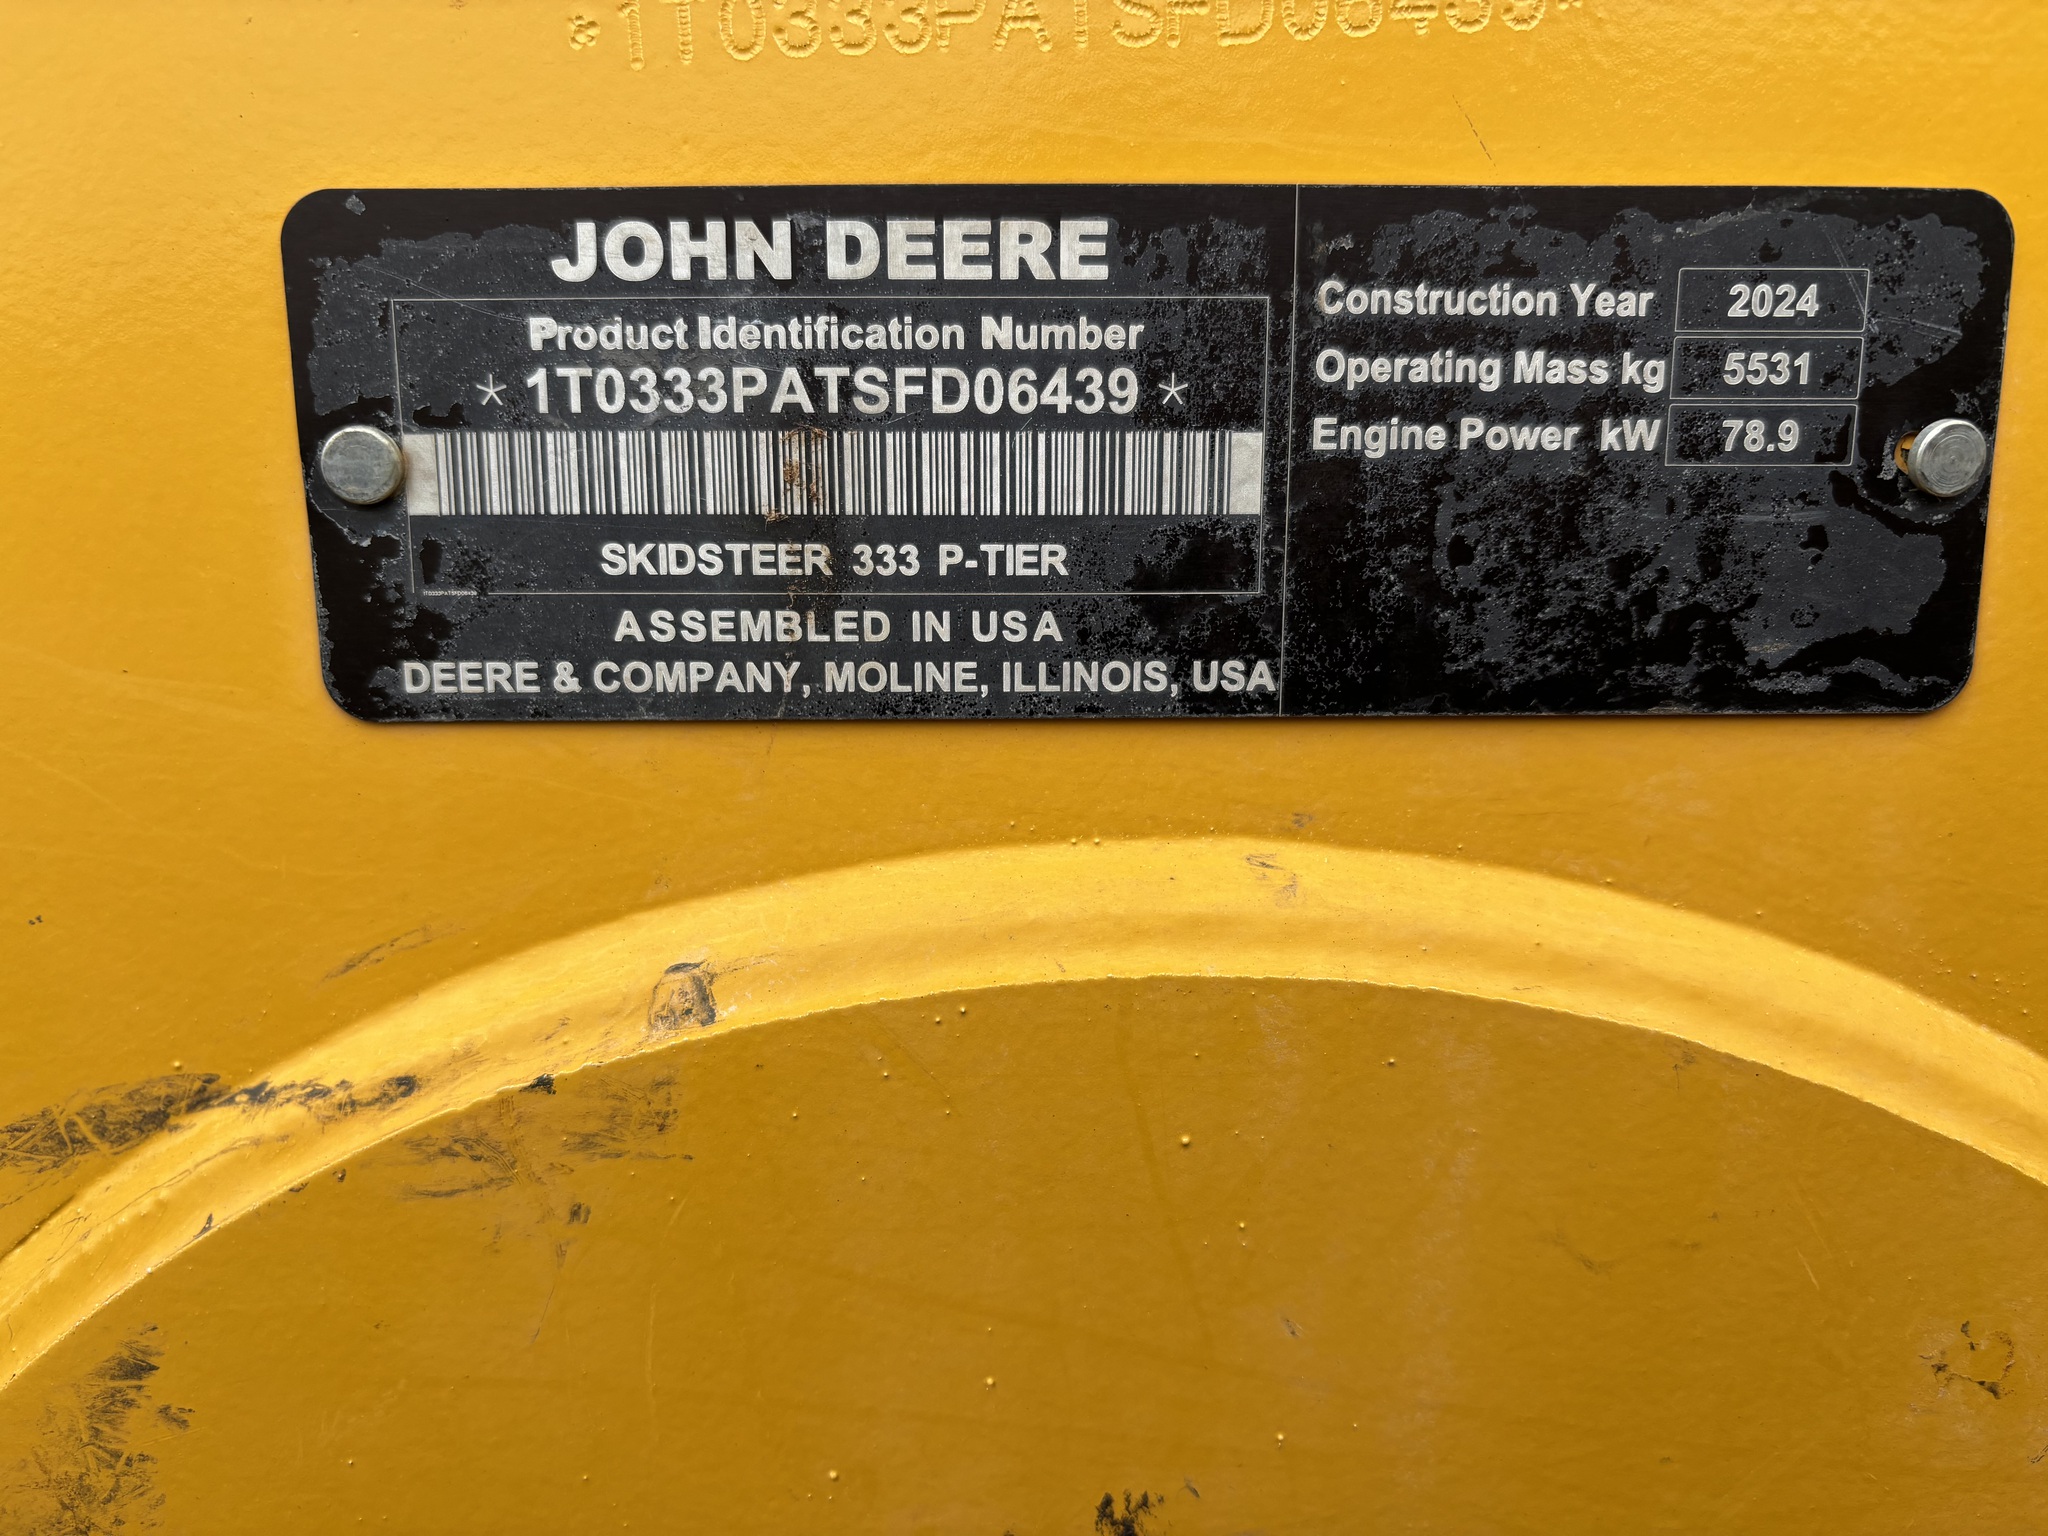 *1T0333PATSFD06439*
JOHN DEERE
Product Identification Number
* 1T0333PATSFD06439 *
SKIDSTEER 333 P-TIER
1T0333PATSFD06439
ASSEMBLED IN USA
DEERE & COMPANY, MOLINE, ILLINOIS, USA
Construction Year 2024
Operating Mass kg 5531
Engine Power kW 78.9